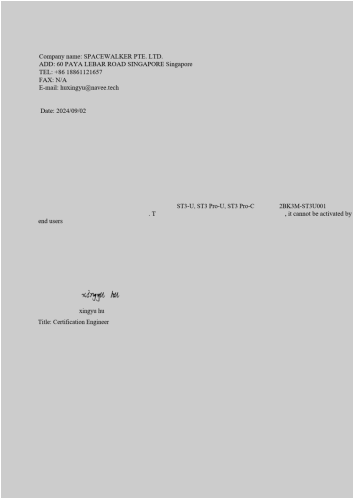 Company name: SPACEWALKER PTE. LTD.
ADD: 60 PAYA LEBAR ROAD SINGAPORE Singapore
TEL: +86 18861121657
FAX: N/A
E-mail: huxingyu@navee.tech
Date: 2024/09/02
ST3-U, ST3 Pro-U, ST3 Pro-C 2BK3M-ST3U001
. T , it cannot be activated by
end users
xingyu hu
xingyu hu
Title: Certification Engineer